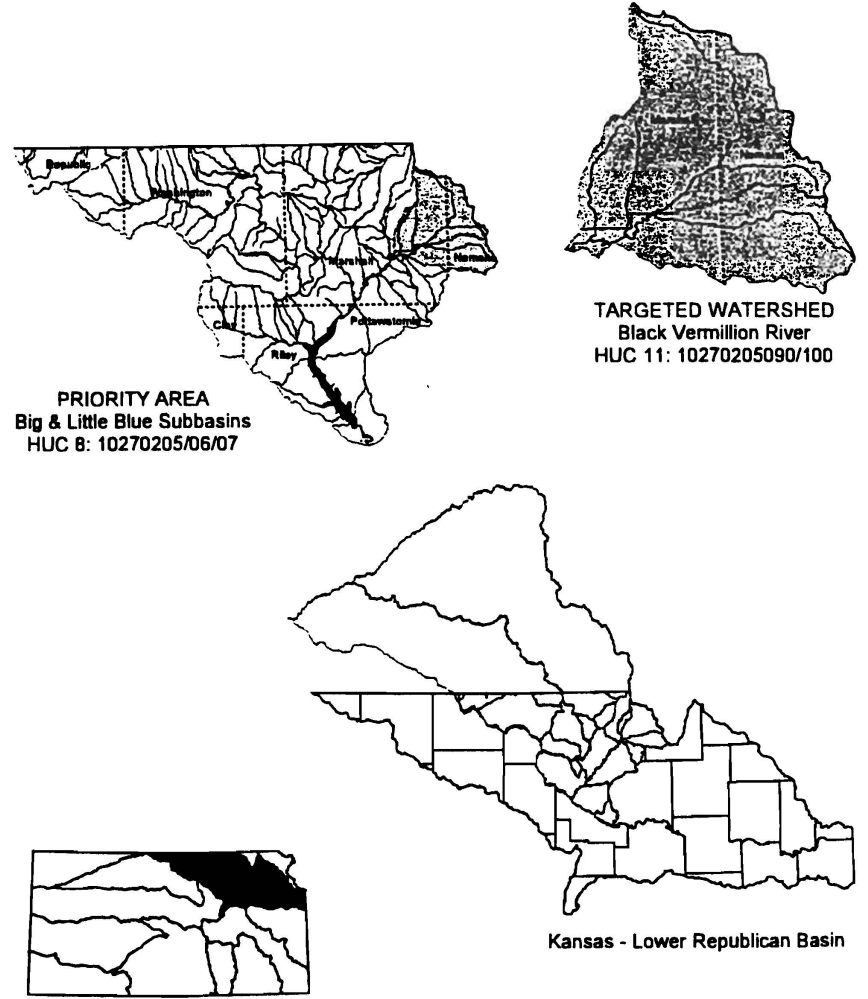 Republic
Washington
Marshall
Nemaha
Clay
Pottawatomie
Riley
PRIORITY AREA
Big & Little Blue Subbasins
HUC 8: 10270205/06/07
TARGETED WATERSHED
Black Vermillion River
HUC 11: 10270205090/100
Kansas - Lower Republican Basin